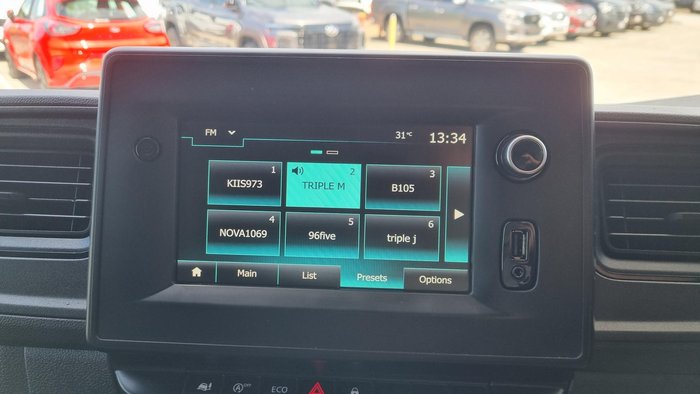 FM 31°C 13:34
1 2 3
KIIS973 TRIPLE M B105
4 5 6
NOVA1069 96five triple j
Main List Presets Options
OFF ECO